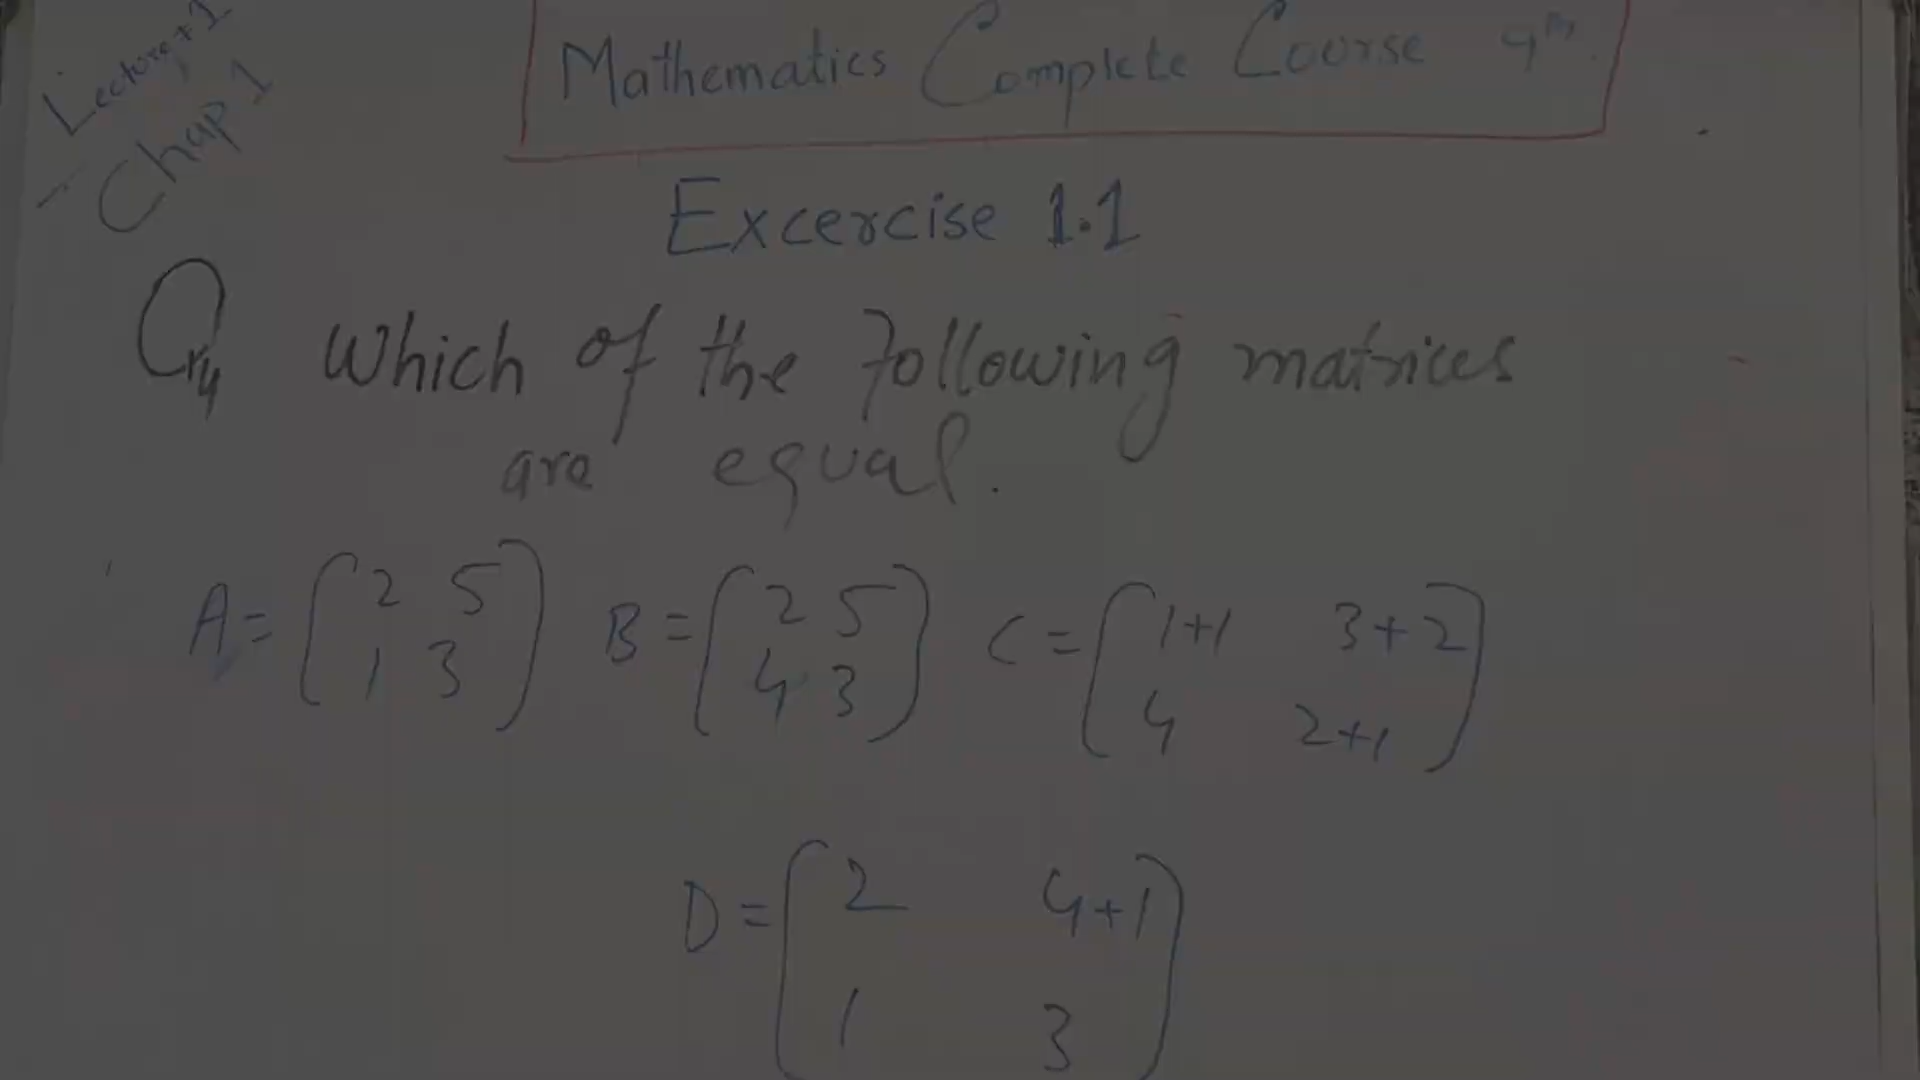 Lecture # 1
Chap 1
Mathematics Complete Course 9th
Excercise 1.1
Which of the following matrices
are equal.
A = (2 5
1 3) B = (2 5
4 3) C = (1+1 3+2
4 2+1)
D = (2 4+1
1 3)